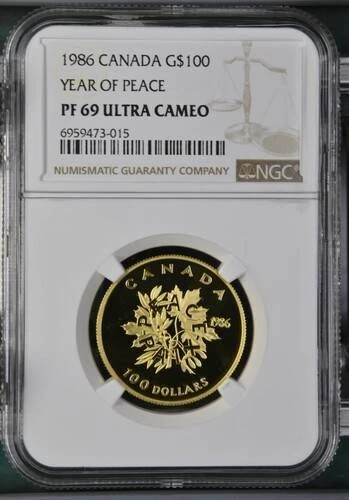 1986 CANADA G$100
YEAR OF PEACE
PF 69 ULTRA CAMEO
6959473-015
NUMISMATIC GUARANTY COMPANY
NGC
CANADA
1986
100 DOLLARS